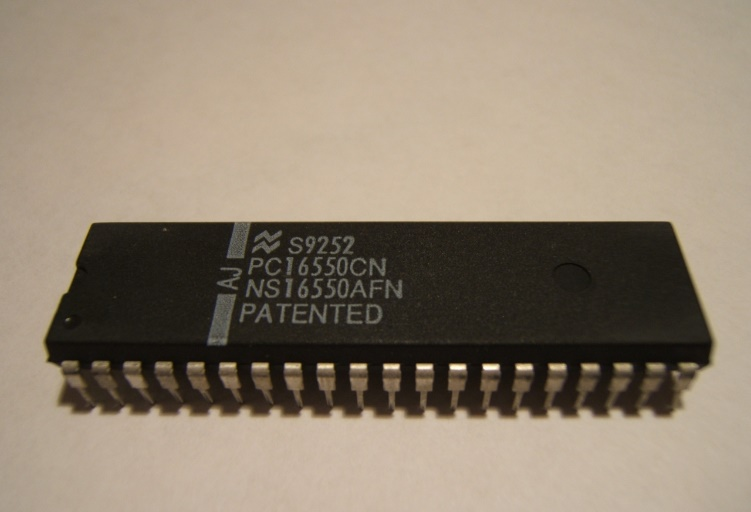 S9252
PC16550CN
NS16550AFN
PATENTED
AJ